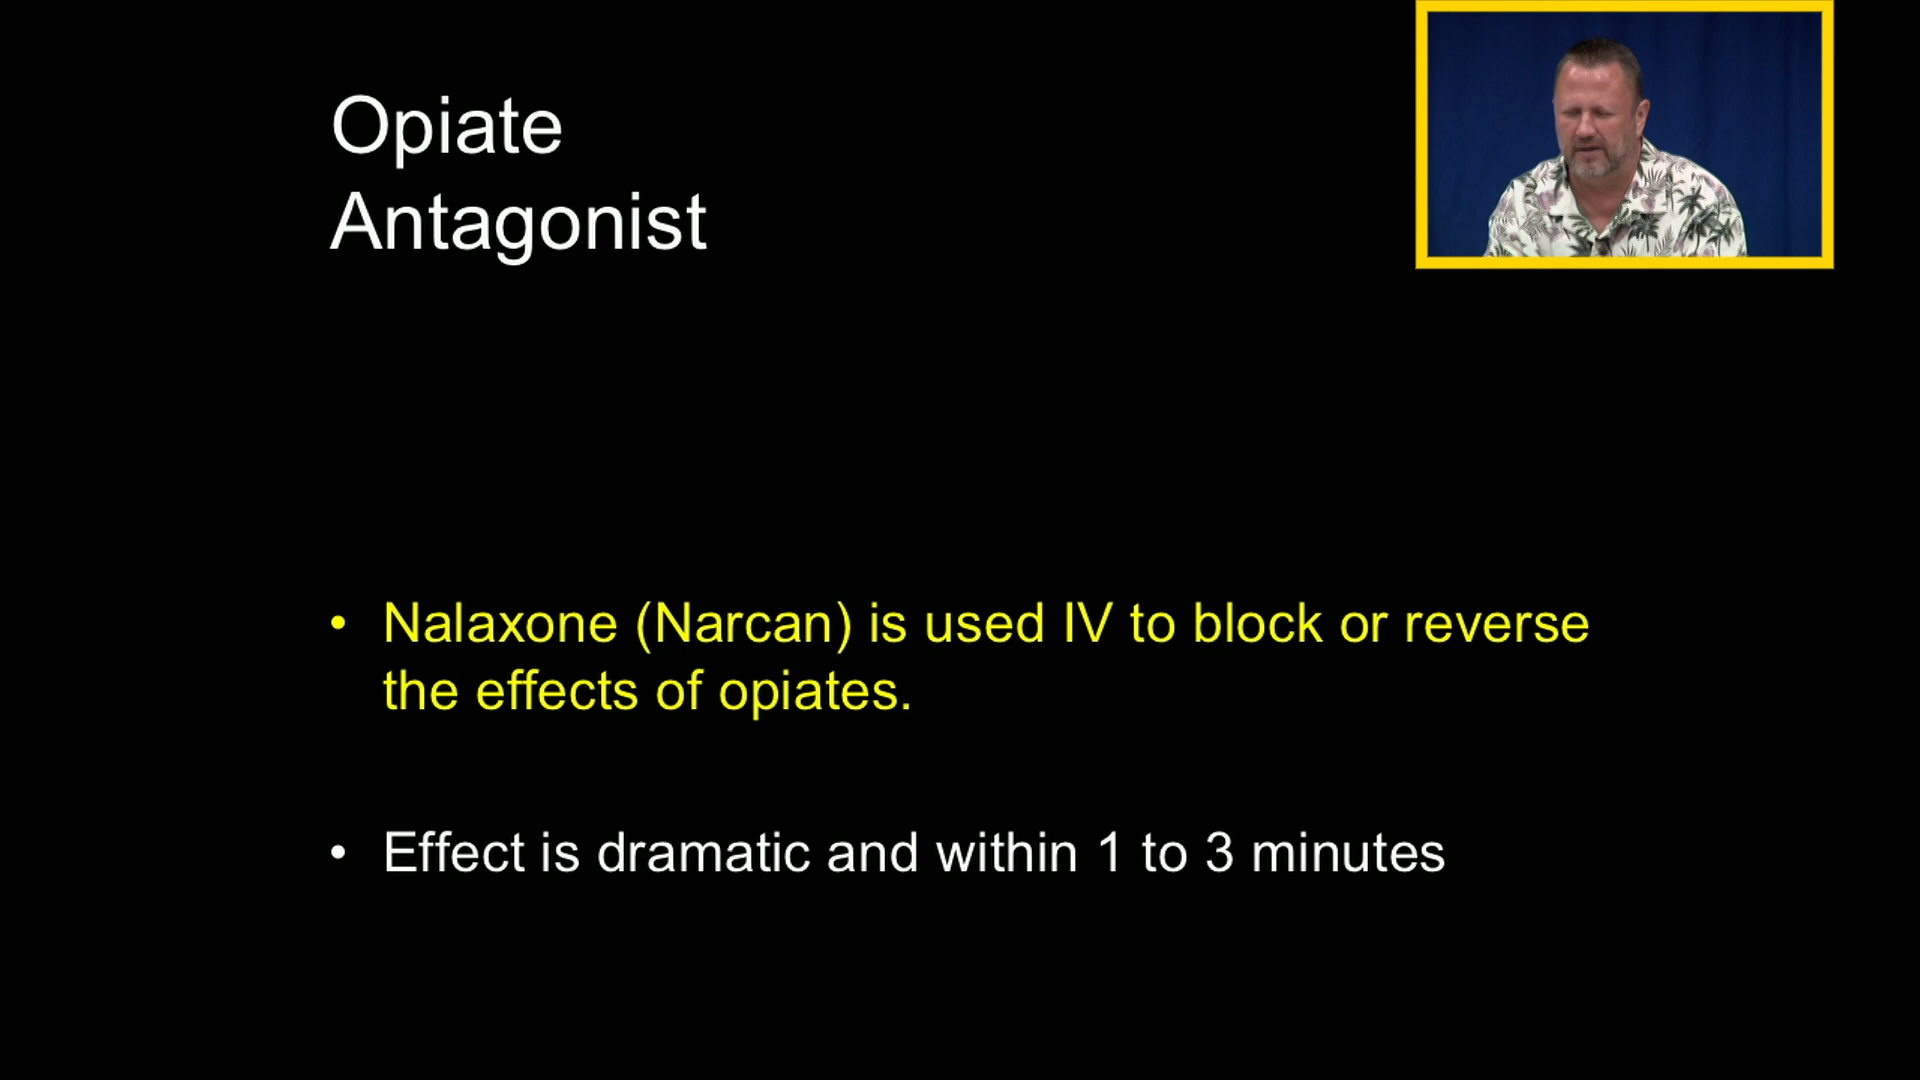 Opiate
Antagonist
• Nalaxone (Narcan) is used IV to block or reverse
the effects of opiates.
• Effect is dramatic and within 1 to 3 minutes